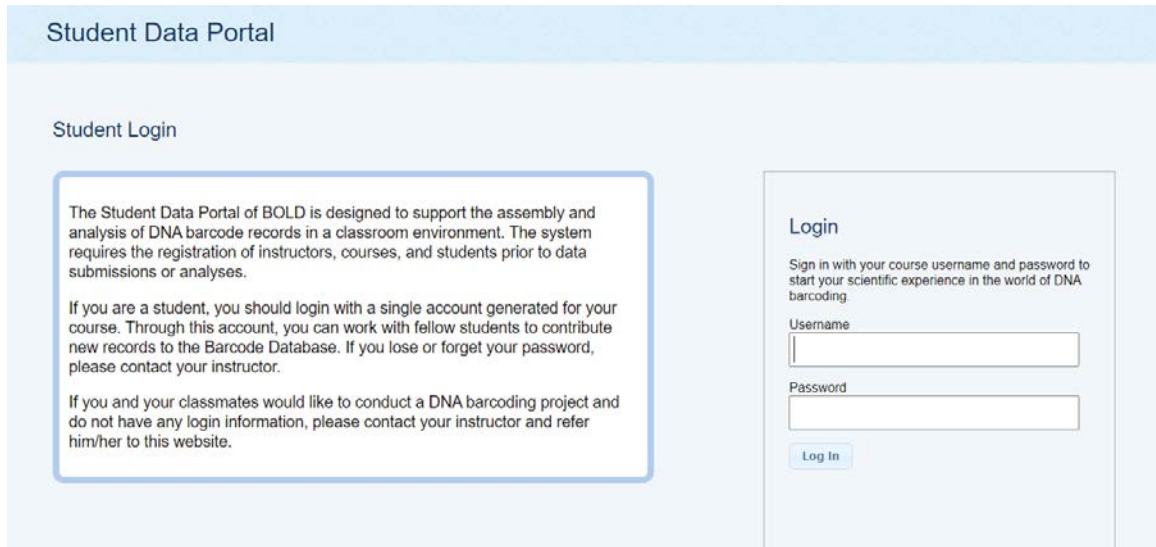 Student Data Portal
Student Login
The Student Data Portal of BOLD is designed to support the assembly and
analysis of DNA barcode records in a classroom environment. The system
requires the registration of instructors, courses, and students prior to data
submissions or analyses.
If you are a student, you should login with a single account generated for your
course. Through this account, you can work with fellow students to contribute
new records to the Barcode Database. If you lose or forget your password,
please contact your instructor.
If you and your classmates would like to conduct a DNA barcoding project and
do not have any login information, please contact your instructor and refer
him/her to this website.
Login
Sign in with your course username and password to
start your scientific experience in the world of DNA
barcoding.
Username
Password
Log In